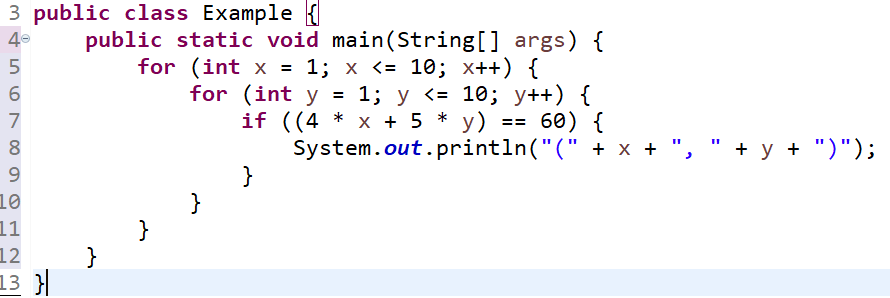 3 public class Example {
4 public static void main(String[] args) {
5 for (int x = 1; x <= 10; x++) {
6 for (int y = 1; y <= 10; y++) {
7 if ((4 * x + 5 * y) == 60) {
8 System.out.println("(" + x + ", " + y + ")");
9 }
10 }
11 }
12 }
13 }